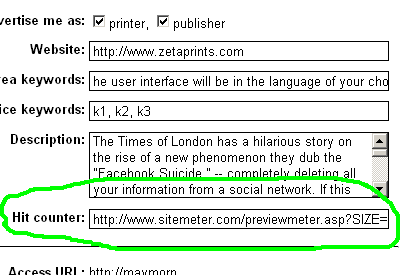 vertise me as: printer, publisher
Website: http://www.zetaprints.com
rea keywords: he user interface will be in the language of your cho
ice keywords: k1, k2, k3
Description: The Times of London has a hilarious story on
the rise of a new phenomenon they dub the
"Facebook Suicide," -- completely deleting all
your information from a social network. If this
Hit counter: http://www.sitemeter.com/previewmeter.asp?SIZE=
Access URL: http://maymorn